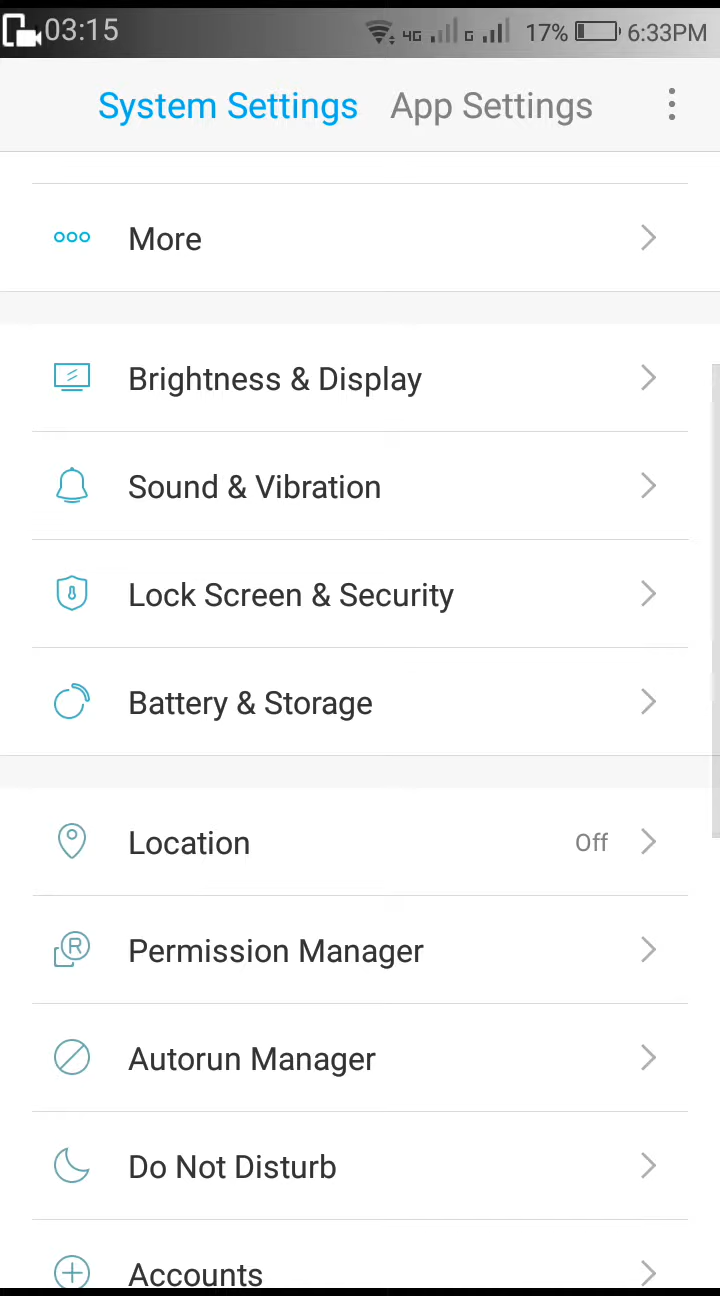 03:15 4G G 17% 6:33PM
System Settings App Settings
More
Brightness & Display
Sound & Vibration
Lock Screen & Security
Battery & Storage
Location Off
R Permission Manager
Autorun Manager
Do Not Disturb
Accounts